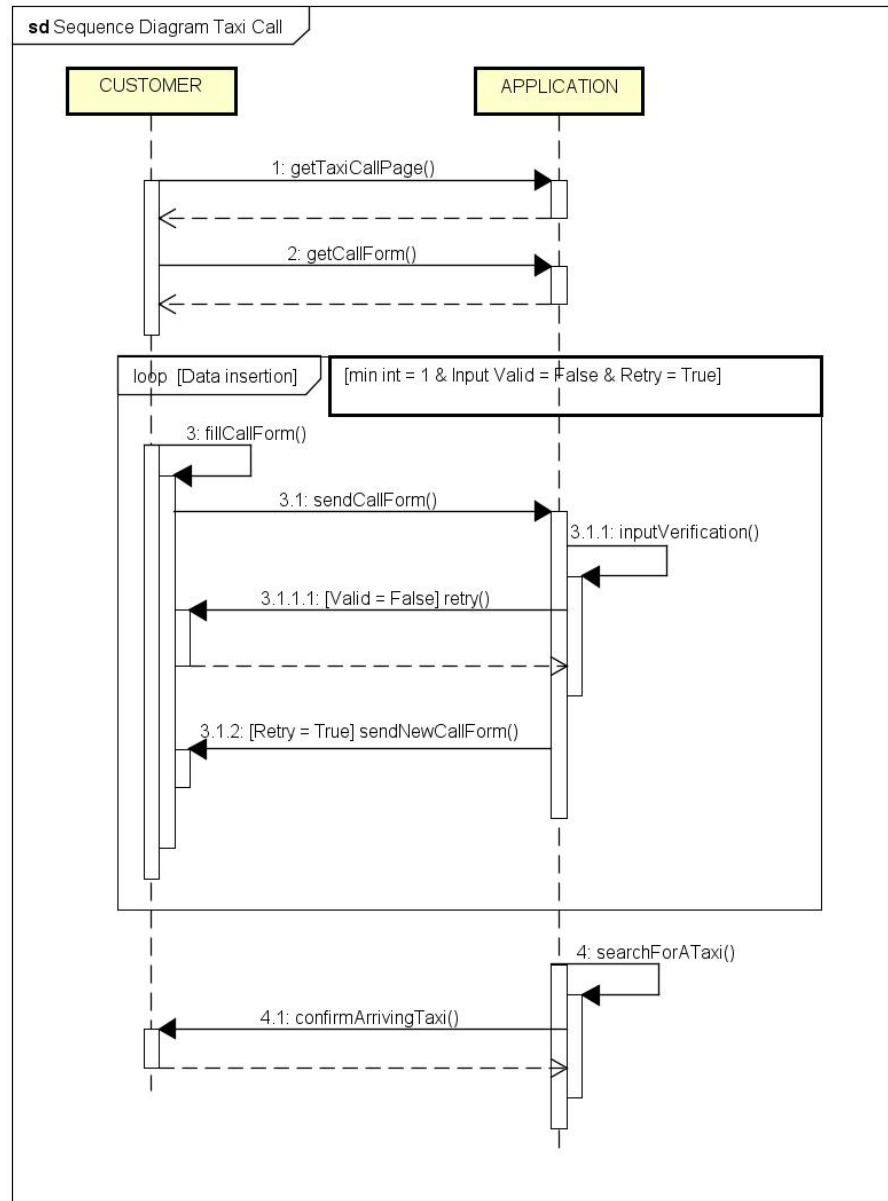 sd Sequence Diagram Taxi Call
CUSTOMER
APPLICATION
1: getTaxiCallPage()
2: getCallForm()
loop [Data insertion]
[min int = 1 & Input Valid = False & Retry = True]
3: fillCallForm()
3.1: sendCallForm()
3.1.1: inputVerification()
3.1.1.1: [Valid = False] retry()
3.1.2: [Retry = True] sendNewCallForm()
4: searchForATaxi()
4.1: confirmArrivingTaxi()